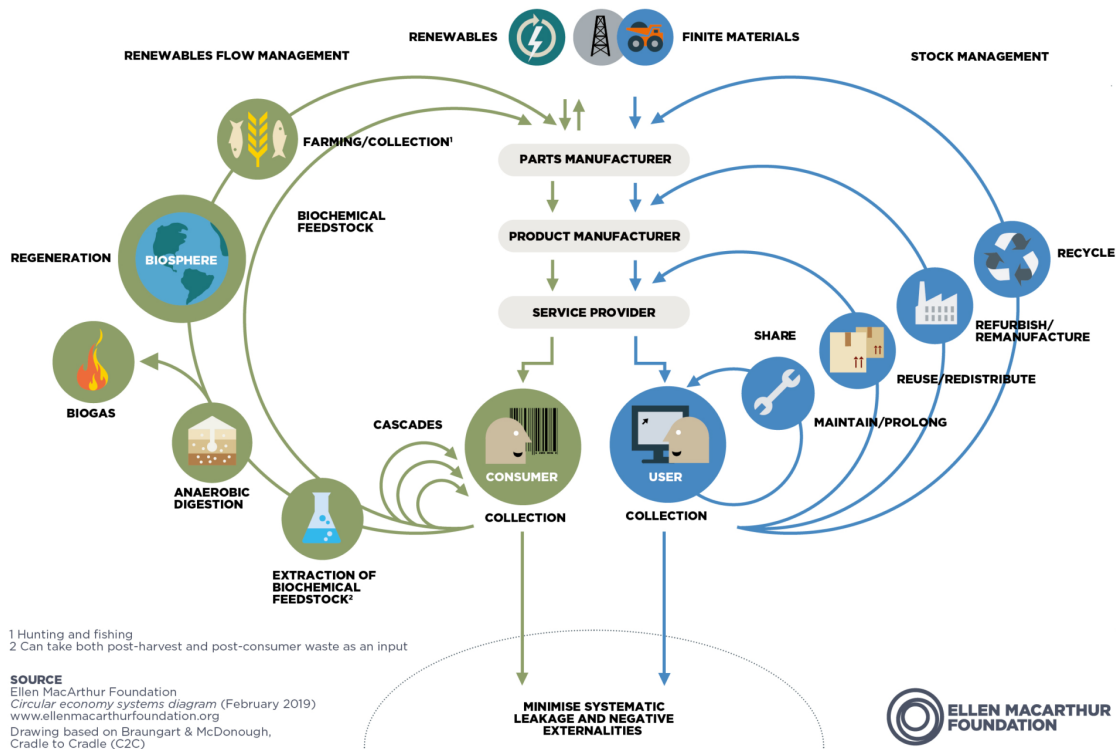 RENEWABLES
FINITE MATERIALS
RENEWABLES FLOW MANAGEMENT
STOCK MANAGEMENT
FARMING/COLLECTION¹
PARTS MANUFACTURER
BIOCHEMICAL
FEEDSTOCK
PRODUCT MANUFACTURER
REGENERATION
BIOSPHERE
RECYCLE
SERVICE PROVIDER
REFURBISH/
REMANUFACTURE
SHARE
REUSE/REDISTRIBUTE
BIOGAS
CASCADES
MAINTAIN/PROLONG
CONSUMER
USER
ANAEROBIC
DIGESTION
COLLECTION
COLLECTION
EXTRACTION OF
BIOCHEMICAL
FEEDSTOCK²
1 Hunting and fishing
2 Can take both post-harvest and post-consumer waste as an input
SOURCE
Ellen MacArthur Foundation
Circular economy systems diagram (February 2019)
www.ellenmacarthurfoundation.org
Drawing based on Braungart & McDonough,
Cradle to Cradle (C2C)
MINIMISE SYSTEMATIC
LEAKAGE AND NEGATIVE
EXTERNALITIES
ELLEN MACARTHUR
FOUNDATION